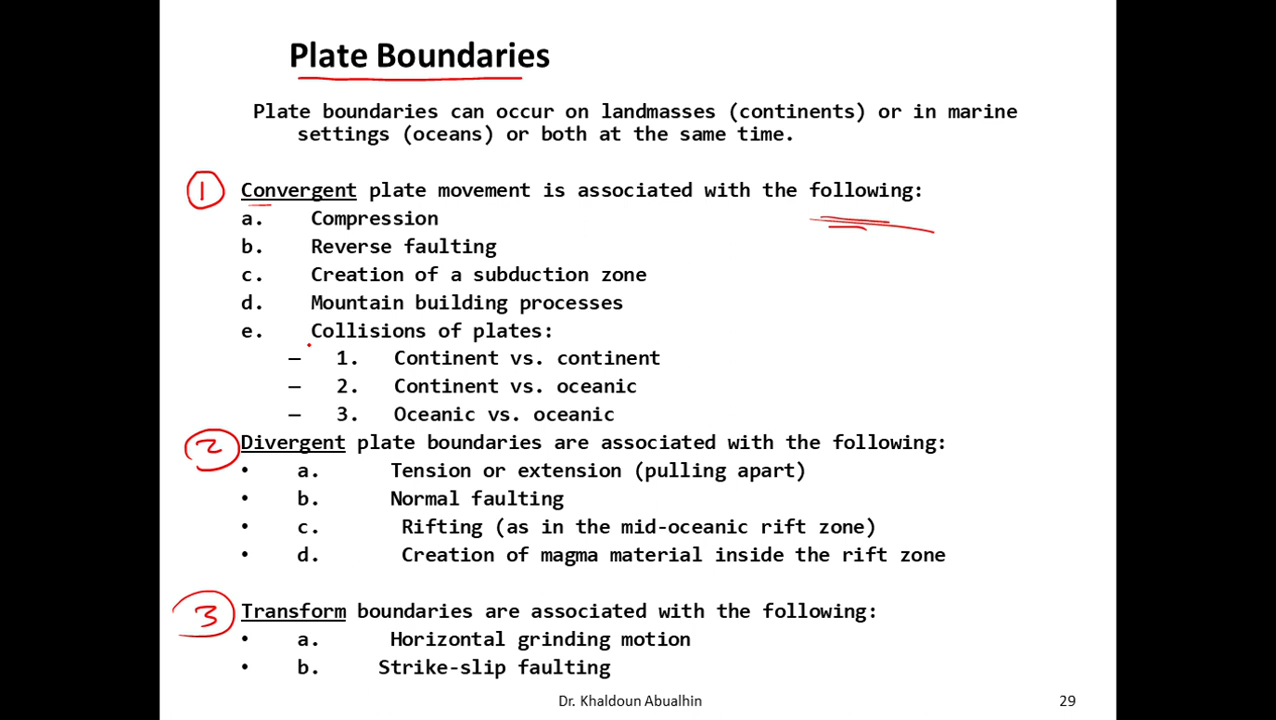 Plate Boundaries
Plate boundaries can occur on landmasses (continents) or in marine
settings (oceans) or both at the same time.
1 Convergent plate movement is associated with the following:
a. Compression
b. Reverse faulting
c. Creation of a subduction zone
d. Mountain building processes
e. Collisions of plates:
– 1. Continent vs. continent
– 2. Continent vs. oceanic
– 3. Oceanic vs. oceanic
2 Divergent plate boundaries are associated with the following:
• a. Tension or extension (pulling apart)
• b. Normal faulting
• c. Rifting (as in the mid-oceanic rift zone)
• d. Creation of magma material inside the rift zone
3 Transform boundaries are associated with the following:
• a. Horizontal grinding motion
• b. Strike-slip faulting
Dr. Khaldoun Abualhin 29